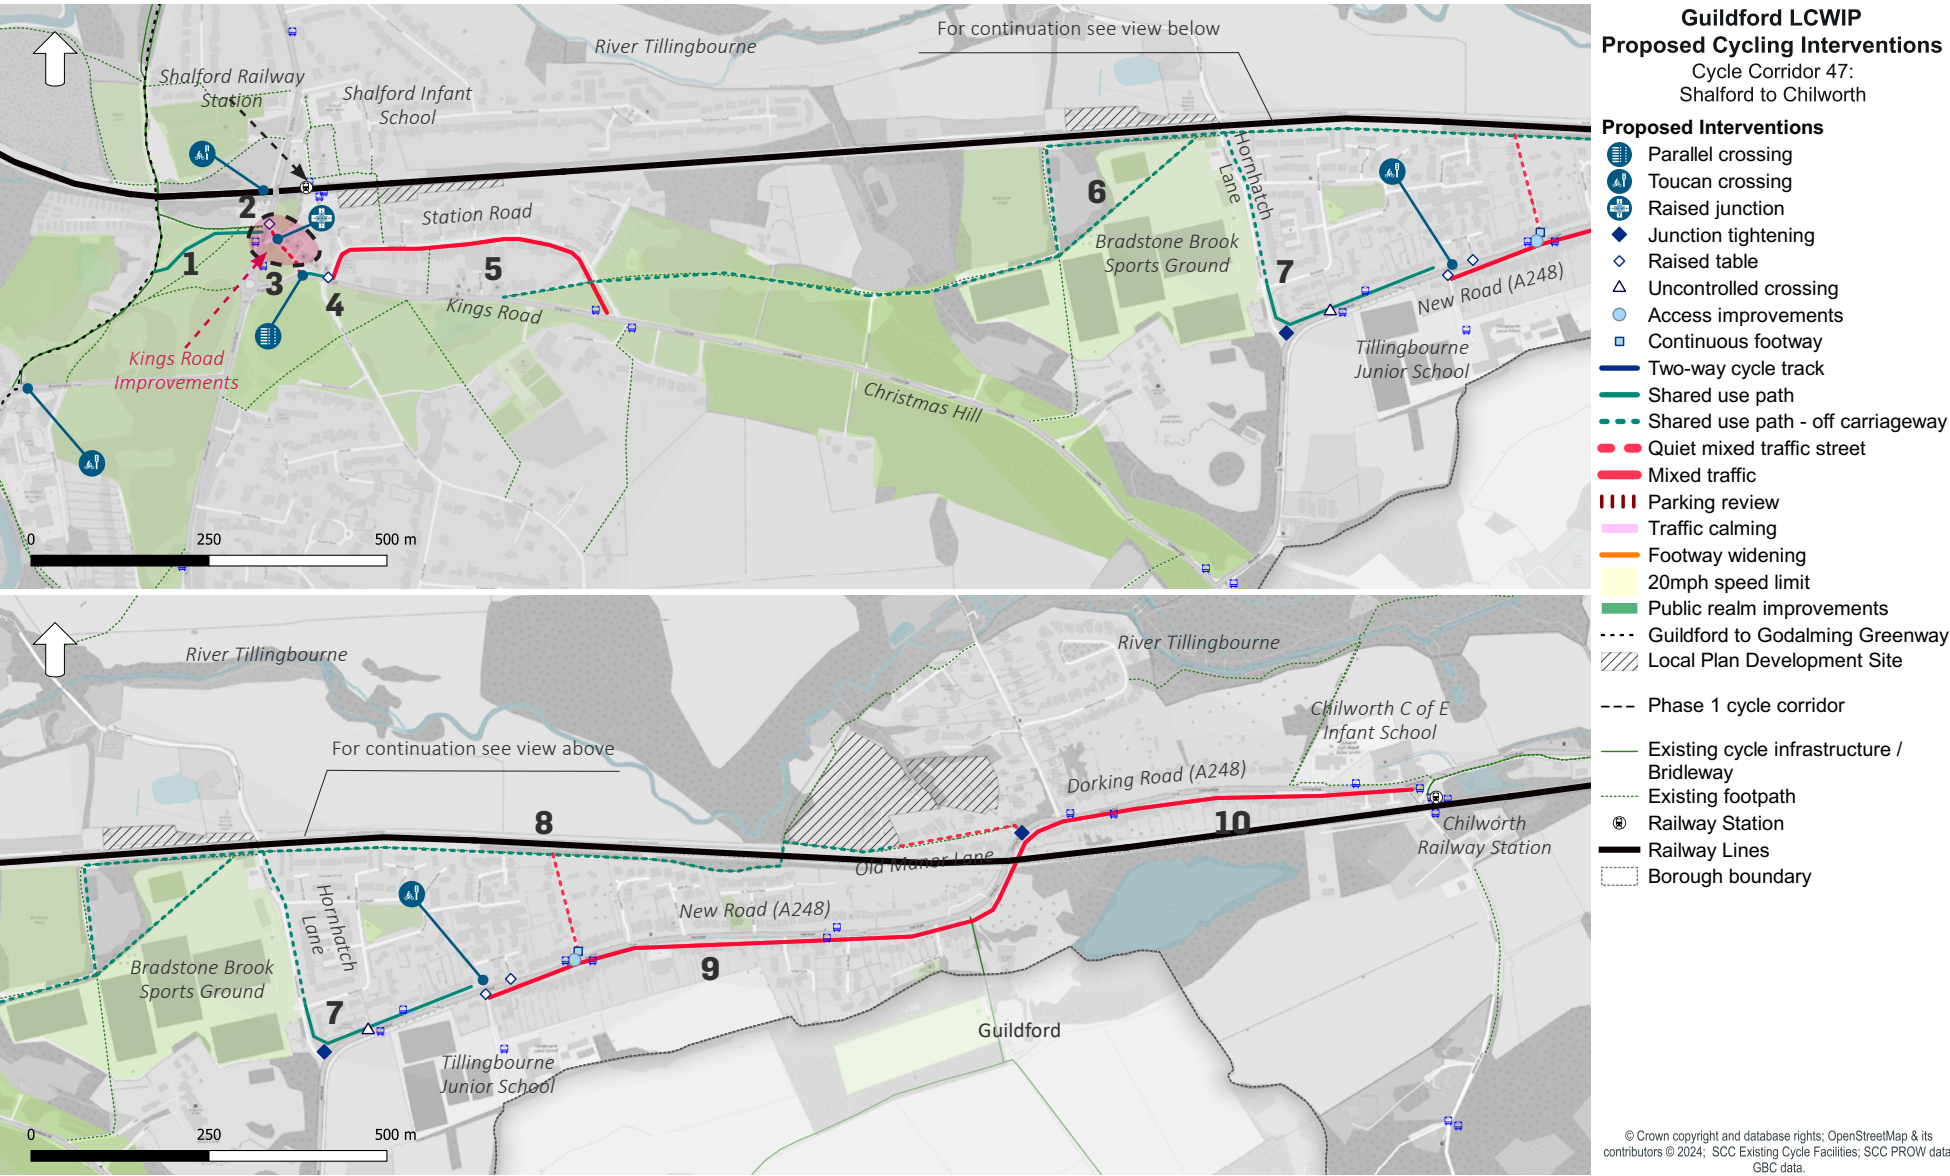 For continuation see view below
River Tillingbourne
Shalford Railway
Station
Shalford Infant
School
Hornhatch
Lane
2
Station Road
6
Bradstone Brook
Sports Ground
1
3
4
5
7
Kings Road
New Road (A248)
Kings Road
Improvements
Tillingbourne
Junior School
Christmas Hill
0 250 500 m
River Tillingbourne
River Tillingbourne
For continuation see view above
Chilworth C of E
Infant School
Dorking Road (A248)
8
10
Chilworth
Railway Station
Old Manor Lane
Hornhatch
Lane
New Road (A248)
Bradstone Brook
Sports Ground
9
7
Guildford
Tillingbourne
Junior School
0 250 500 m
Guildford LCWIP
Proposed Cycling Interventions
Cycle Corridor 47:
Shalford to Chilworth
Proposed Interventions
Parallel crossing
Toucan crossing
Raised junction
Junction tightening
Raised table
Uncontrolled crossing
Access improvements
Continuous footway
Two-way cycle track
Shared use path
Shared use path - off carriageway
Quiet mixed traffic street
Mixed traffic
Parking review
Traffic calming
Footway widening
20mph speed limit
Public realm improvements
Guildford to Godalming Greenway
Local Plan Development Site
Phase 1 cycle corridor
Existing cycle infrastructure /
Bridleway
Existing footpath
Railway Station
Railway Lines
Borough boundary
© Crown copyright and database rights; OpenStreetMap & its
contributors © 2024; SCC Existing Cycle Facilities; SCC PROW data
GBC data.